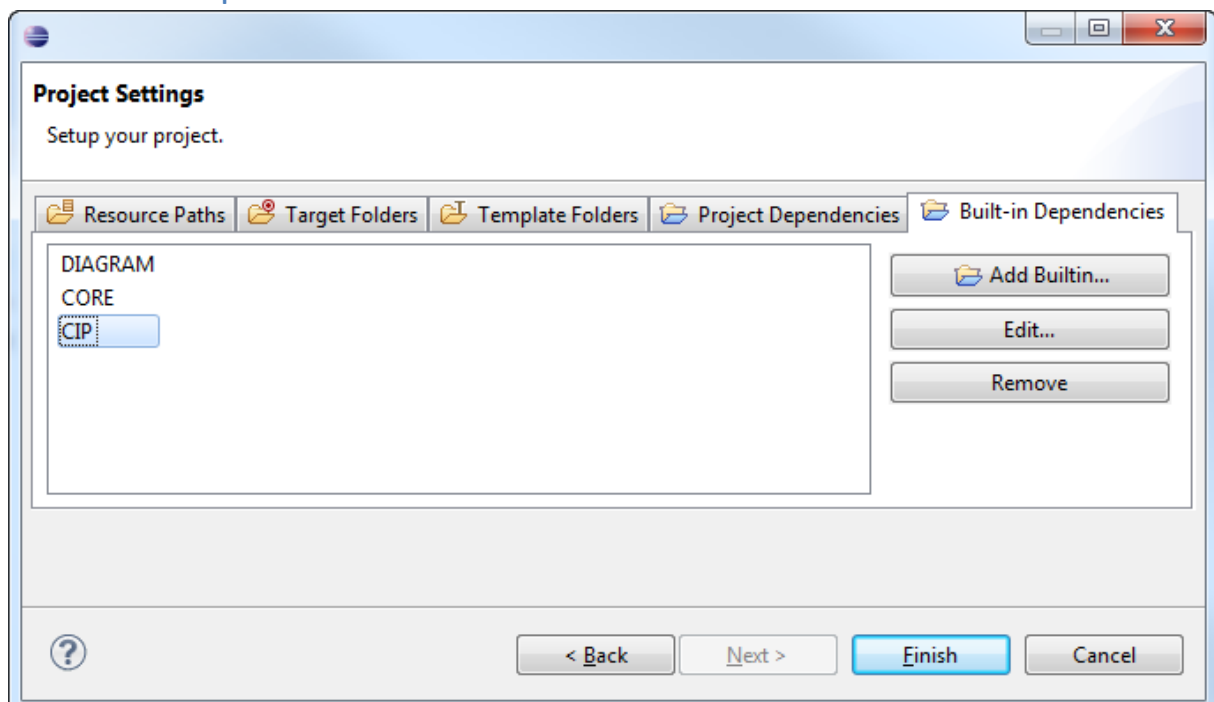 Project Settings
Setup your project.
Resource Paths Target Folders Template Folders Project Dependencies Built-in Dependencies
DIAGRAM
CORE
CIP
Add Builtin...
Edit...
Remove
< Back Next > Finish Cancel